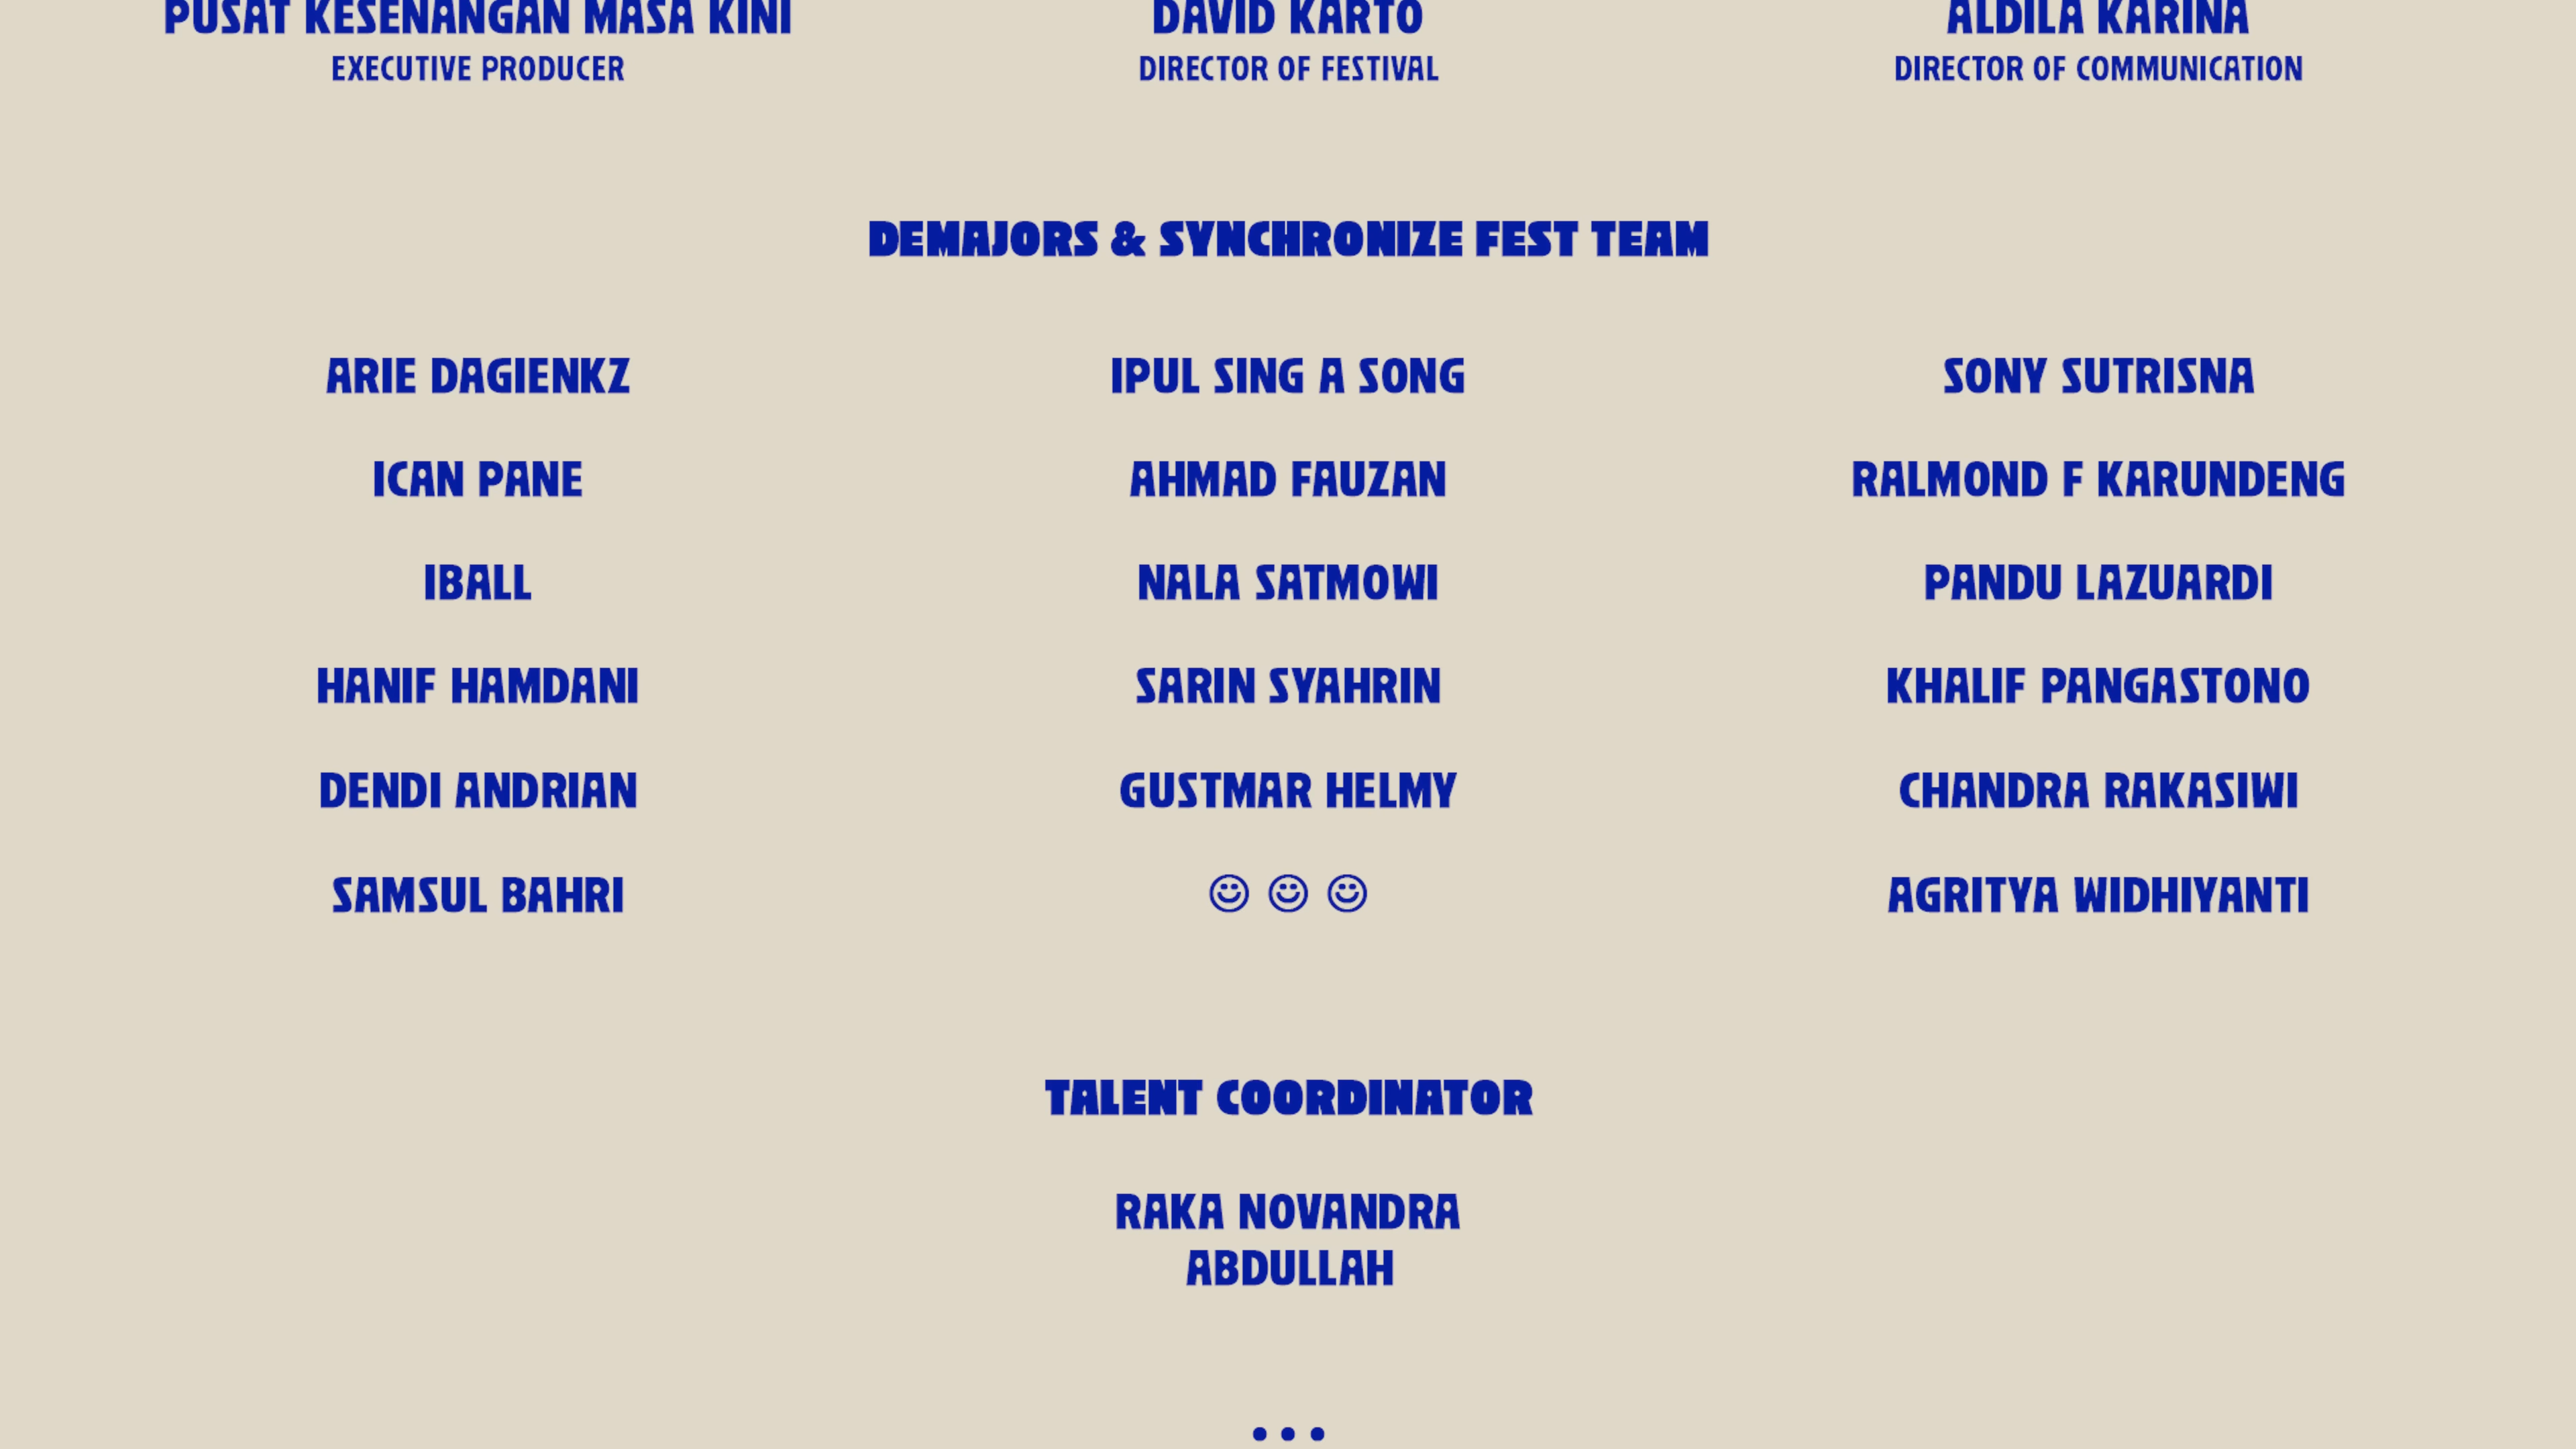 PUSAT KESENANGAN MASA KINI
EXECUTIVE PRODUCER
DAVID KARTO
DIRECTOR OF FESTIVAL
ALDILA KARINA
DIRECTOR OF COMMUNICATION
DEMAJORS & SYNCHRONIZE FEST TEAM
ARIE DAGIENKZ
IPUL SING A SONG
SONY SUTRISNA
ICAN PANE
AHMAD FAUZAN
RALMOND F KARUNDENG
IBALL
NALA SATMOWI
PANDU LAZUARDI
HANIF HAMDANI
SARIN SYAHRIN
KHALIF PANGASTONO
DENDI ANDRIAN
GUSTMAR HELMY
CHANDRA RAKASIWI
SAMSUL BAHRI
☺ ☺ ☺
AGRITYA WIDHIYANTI
TALENT COORDINATOR
RAKA NOVANDRA
ABDULLAH
...